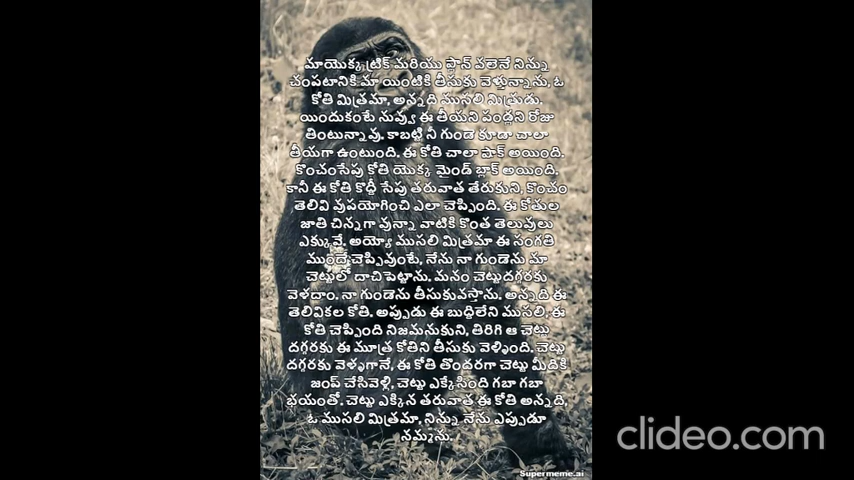 మాయొక్క ట్రిక్ మరియు ప్లాన్ వలెనే నిన్ను
చంపటానికి మా యింటికి తీసుకు వెళ్తున్నాను, ఓ
కోతి మిత్రమా, అన్నది ముసలి మిత్రుడు.
యిందుకంటే నువ్వు ఈ తీయని పండ్లని రోజు
తింటున్నావు. కాబట్టి నీ గుండె కూడా చాలా
తీయగా ఉంటుంది. ఈ కోతి చాలా షాక్ అయింది.
కొంచంసేపు కోతి యొక్క మైండ్ బ్లాక్ అయింది.
కానీ ఈ కోతి కొద్దీ సేపు తరువాత తేరుకుని, కొంచం
తెలివి వుపయోగించి ఎలా చెప్పింది. ఈ కోతుల
జాతి చిన్నగా వున్నా వాటికి కొంత తెలువులు
ఎక్కువే. అయ్యో ముసలి మిత్రమా ఈ సంగతి
ముందే చెప్పివుంటే, నేను నా గుండెను మా
చెట్టులో దాచిపెట్టాను. మనం చెట్టుదగ్గరకు
వెళదాం. నా గుండెను తీసుకువస్తాను. అన్నది ఈ
తెలివికల కోతి. అప్పుడు ఈ బుద్ధిలేని ముసలి, ఈ
కోతి చెప్పింది నిజమనుకుని, తిరిగి ఆ చెట్టు
దగ్గరకు ఈ మూత్ర కోతిని తీసుకు వెళ్ళింది. చెట్టు
దగ్గరకు వెళ్ళగానే, ఈ కోతి తొందరగా చెట్టు మీదికి
జంప్ చేసివెళ్లి, చెట్టు ఎక్కేసింది గబా గబా
భయంతో. చెట్టు ఎక్కిన తరువాత ఈ కోతి అన్నది,
ఓ ముసలి మిత్రమా, నిన్ను నేను ఎప్పుడూ
నమ్మను.
clideo.com
Supermeme.ai